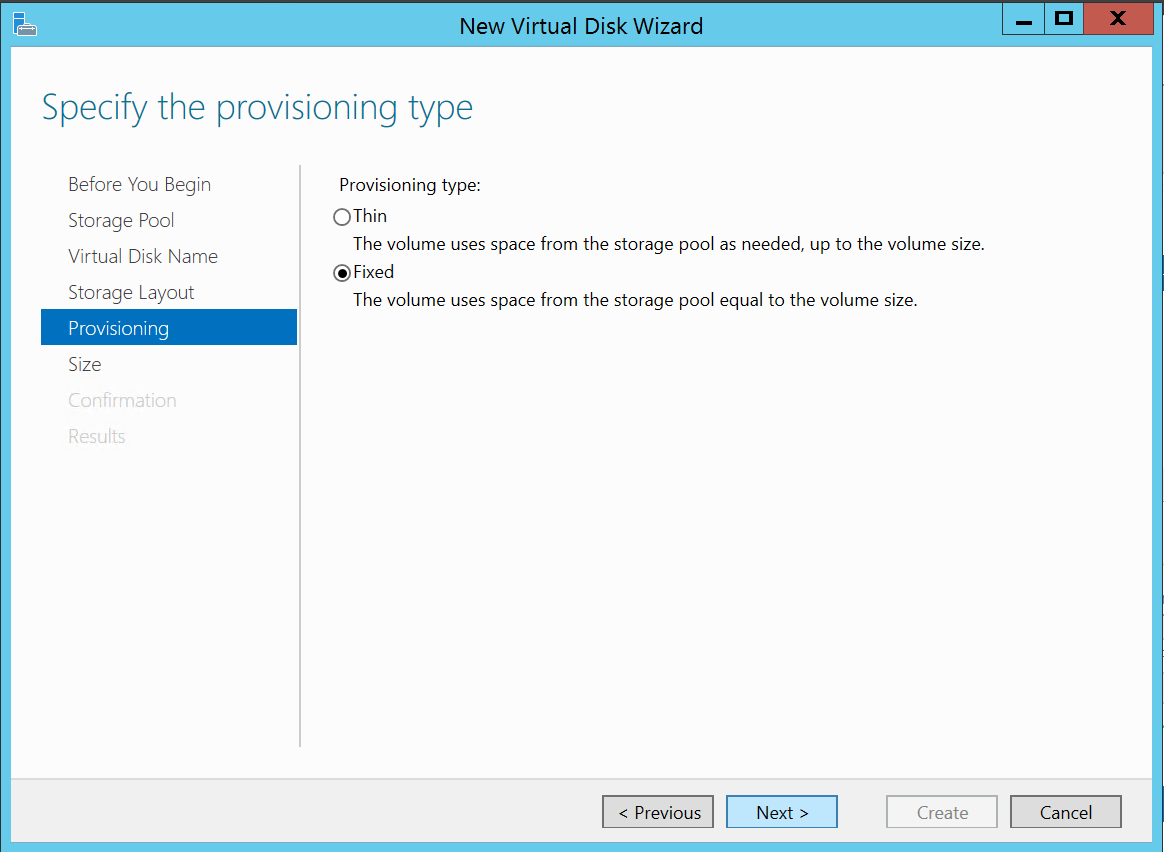 New Virtual Disk Wizard
Specify the provisioning type
Before You Begin
Storage Pool
Virtual Disk Name
Storage Layout
Provisioning
Size
Confirmation
Results
Provisioning type:
Thin
The volume uses space from the storage pool as needed, up to the volume size.
Fixed
The volume uses space from the storage pool equal to the volume size.
< Previous
Next >
Create
Cancel